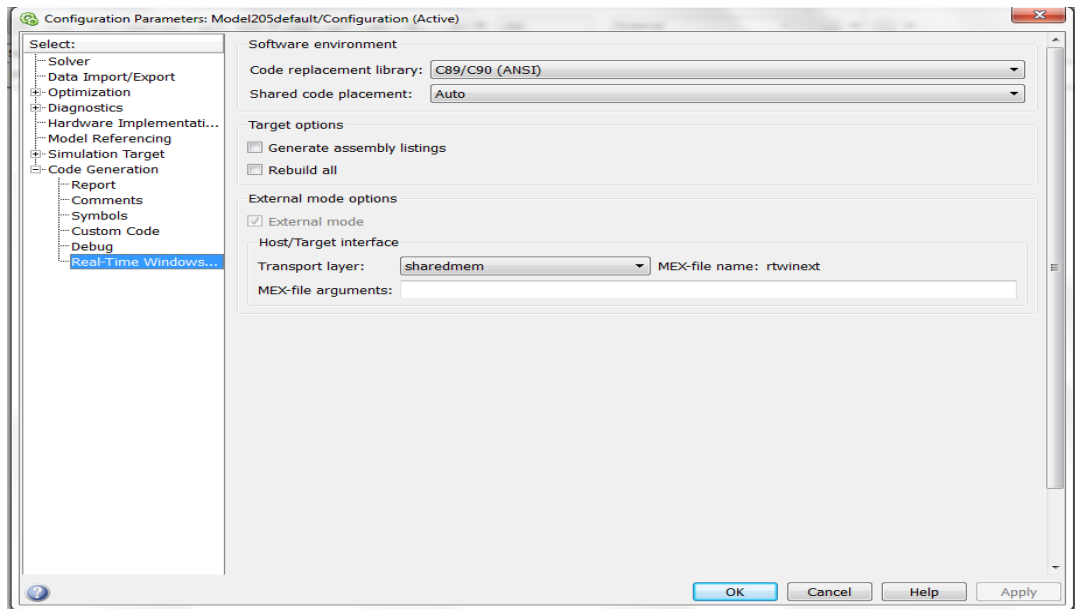 Configuration Parameters: Model205default/Configuration (Active)
Select:
Solver
Data Import/Export
Optimization
Diagnostics
Hardware Implementati...
Model Referencing
Simulation Target
Code Generation
Report
Comments
Symbols
Custom Code
Debug
Real-Time Windows...
Software environment
Code replacement library: C89/C90 (ANSI)
Shared code placement: Auto
Target options
Generate assembly listings
Rebuild all
External mode options
External mode
Host/Target interface
Transport layer: sharedmem MEX-file name: rtwinext
MEX-file arguments:
OK Cancel Help Apply